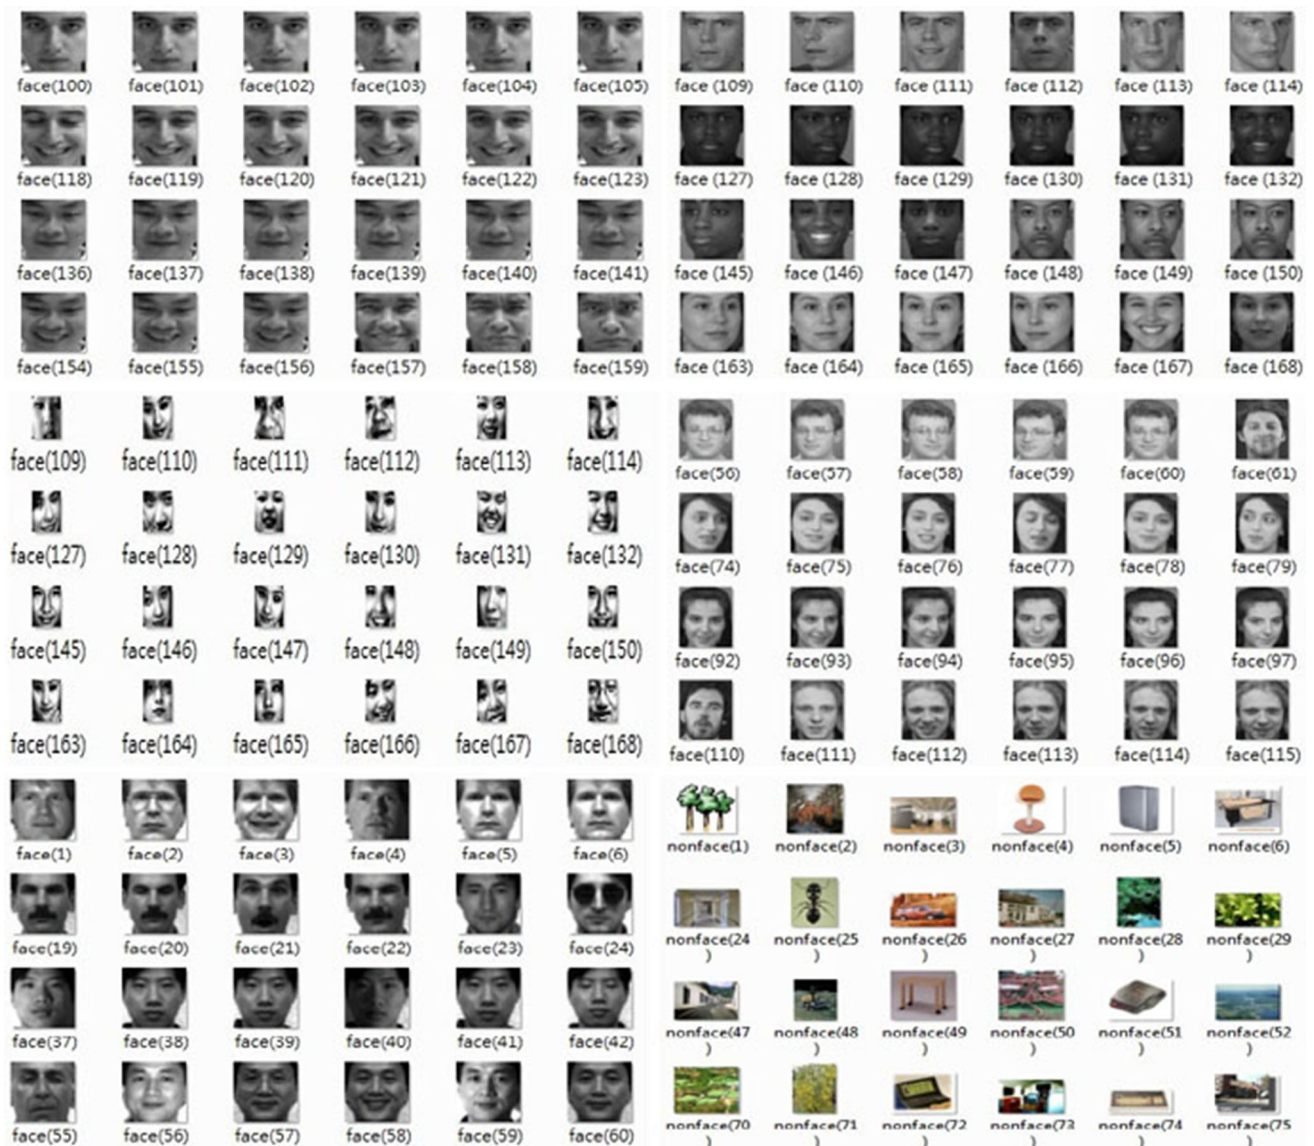 face(100) face(101) face(102) face(103) face(104) face(105)
face(118) face(119) face(120) face(121) face(122) face(123)
face(136) face(137) face(138) face(139) face(140) face(141)
face(154) face(155) face(156) face(157) face(158) face(159)
face (109) face (110) face (111) face (112) face (113) face (114)
face (127) face (128) face (129) face (130) face (131) face (132)
face (145) face (146) face (147) face (148) face (149) face (150)
face (163) face (164) face (165) face (166) face (167) face (168)
face(109) face(110) face(111) face(112) face(113) face(114)
face(127) face(128) face(129) face(130) face(131) face(132)
face(145) face(146) face(147) face(148) face(149) face(150)
face(163) face(164) face(165) face(166) face(167) face(168)
face(56) face(57) face(58) face(59) face(60) face(61)
face(74) face(75) face(76) face(77) face(78) face(79)
face(92) face(93) face(94) face(95) face(96) face(97)
face(110) face(111) face(112) face(113) face(114) face(115)
face(1) face(2) face(3) face(4) face(5) face(6)
face(19) face(20) face(21) face(22) face(23) face(24)
face(37) face(38) face(39) face(40) face(41) face(42)
face(55) face(56) face(57) face(58) face(59) face(60)
nonface(1) nonface(2) nonface(3) nonface(4) nonface(5) nonface(6)
nonface(24 nonface(25 nonface(26 nonface(27 nonface(28 nonface(29
) ) ) ) ) )
nonface(47 nonface(48 nonface(49 nonface(50 nonface(51 nonface(52
) ) ) ) ) )
nonface(70 nonface(71 nonface(72 nonface(73 nonface(74 nonface(75
) ) ) ) ) )